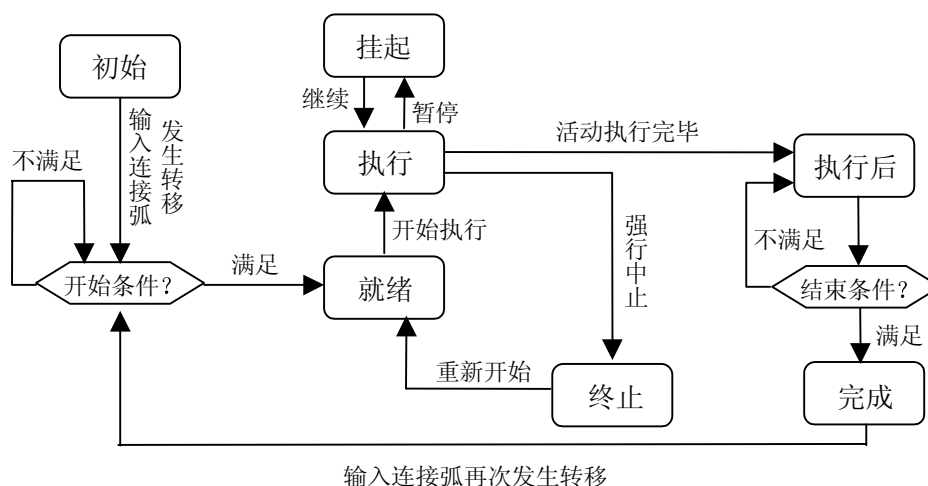 挂起
初始
继续
暂停
输入连接弧
发生转移
活动执行完毕
不满足
执行
执行后
开始执行
强行中止
不满足
满足
开始条件？
就绪
结束条件？
满足
重新开始
终止
完成
输入连接弧再次发生转移